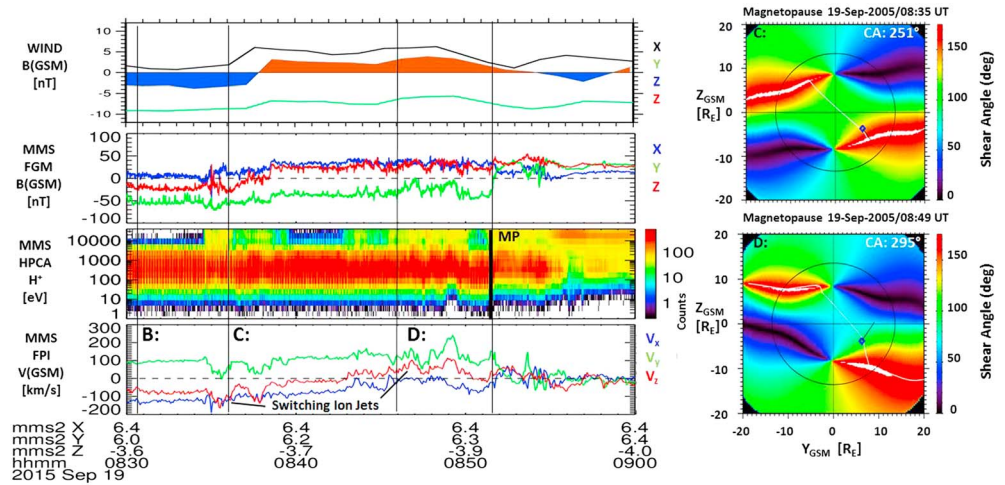 WIND
B(GSM)
[nT]
10
5
0
-5
-10
X
Y
Z
Z
MMS
FGM
B(GSM)
[nT]
100
50
0
-50
-100
X
Y
Z
MMS
HPCA
H+
[eV]
10000
1000
100
10
1
MP
100
10
1
Counts
MMS
FPI
V(GSM)
[km/s]
300
200
100
0
-100
-200
B:
C:
D:
Switching Ion Jets
Vx
Vy
Vz
mms2 X 6.4 6.2 6.3 6.4
mms2 Y 6.0
mms2 Z -3.6 -3.7 -3.9 -4.0
hhmm 0830 0840 0850 0900
2015 Sep 19
Magnetopause 19-Sep-2005/08:35 UT
C: CA: 251°
ZGSM
[RE]
20
10
0
-10
-20
150
100
50
0
Shear Angle (deg)
Magnetopause 19-Sep-2005/08:49 UT
D: CA: 295°
ZGSM
[RE]
20
10
0
-10
-20
-20 -10 0 10 20
YGSM [RE]
150
100
50
0
Shear Angle (deg)